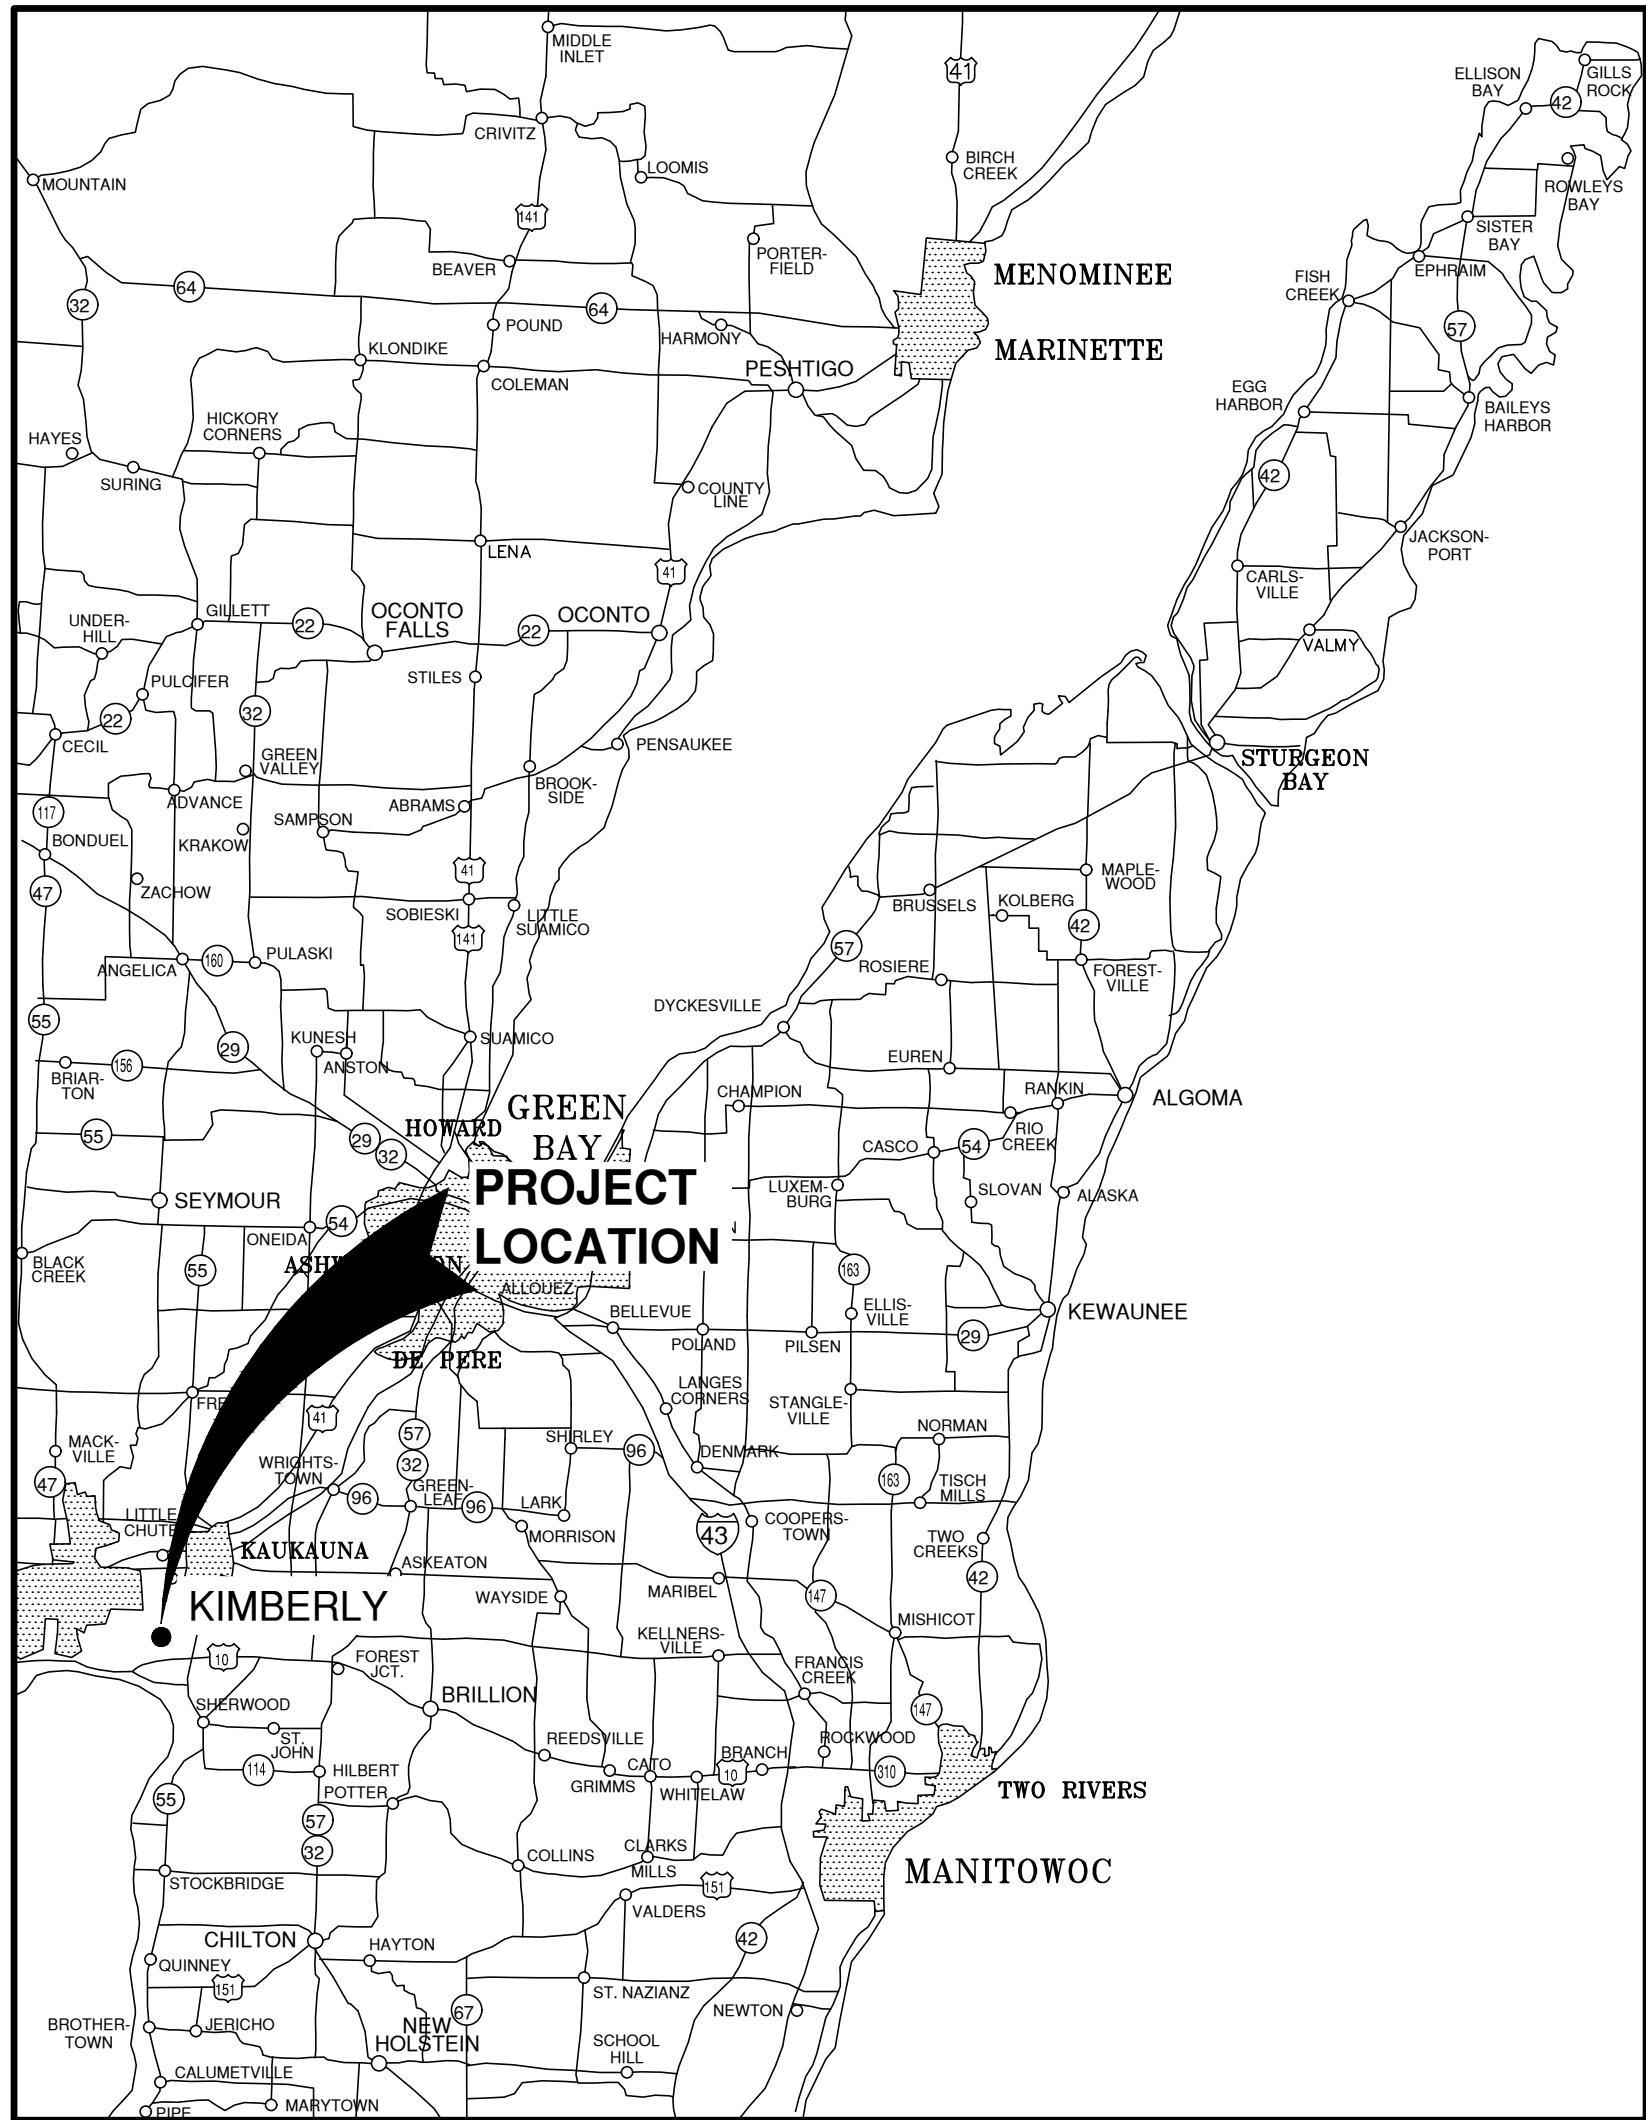 MIDDLE
INLET
41
ELLISON
BAY
GILLS
ROCK
42
CRIVITZ
LOOMIS
BIRCH
CREEK
MOUNTAIN
ROWLEYS
BAY
141
SISTER
BAY
BEAVER
PORTER-
FIELD
MENOMINEE
EPHRAIM
FISH
CREEK
64
32
64
57
POUND
HARMONY
MARINETTE
KLONDIKE
PESHTIGO
COLEMAN
EGG
HARBOR
BAILEYS
HARBOR
HICKORY
CORNERS
HAYES
SURING
42
COUNTY
LINE
JACKSON-
PORT
LENA
41
CARLS-
VILLE
GILLETT
22
OCONTO
FALLS
22
OCONTO
UNDER-
HILL
VALMY
STILES
PULCIFER
22
32
CECIL
PENSAUKEE
GREEN
VALLEY
STURGEON
BAY
BROOK-
SIDE
ADVANCE
ABRAMS
117
SAMPSON
BONDUEL
KRAKOW
41
MAPLE-
WOOD
47
ZACHOW
BRUSSELS
KOLBERG
SOBIESKI
LITTLE
SUAMICO
42
141
57
ANGELICA
160
PULASKI
ROSIERE
FOREST-
VILLE
DYCKESVILLE
55
KUNESH
ANSTON
SUAMICO
29
156
BRIAR-
TON
EUREN
CHAMPION
RANKIN
ALGOMA
GREEN
BAY
HOWARD
55
29
32
RIO
CREEK
CASCO
54
PROJECT
LOCATION
LUXEM-
BURG
SLOVAN
ALASKA
SEYMOUR
54
ONEIDA
BLACK
CREEK
55
163
ALLOUEZ
BELLEVUE
ELLIS-
VILLE
KEWAUNEE
POLAND
PILSEN
29
DE PERE
LANGES
CORNERS
STANGLE-
VILLE
41
57
NORMAN
MACK-
VILLE
SHIRLEY
96
DENMARK
WRIGHTS-
TOWN
32
47
163
TISCH
MILLS
96
GREEN-
LEAF
96
LARK
LITTLE
CHUTE
MORRISON
43
COOPERS-
TOWN
TWO
CREEKS
KAUKAUNA
ASKEATON
42
WAYSIDE
MARIBEL
147
KIMBERLY
MISHICOT
KELLNERS-
VILLE
10
FOREST
JCT.
FRANCIS
CREEK
BRILLION
SHERWOOD
147
ST.
JOHN
REEDSVILLE
ROCKWOOD
BRANCH
114
HILBERT
CATO
10
310
GRIMMS
WHITELAW
POTTER
TWO RIVERS
55
57
32
CLARKS
MILLS
COLLINS
MANITOWOC
STOCKBRIDGE
151
VALDERS
CHILTON
HAYTON
42
QUINNEY
151
ST. NAZIANZ
67
NEWTON
BROTHER-
TOWN
JERICHO
NEW
HOLSTEIN
SCHOOL
HILL
CALUMETVILLE
MARYTOWN
PIPE